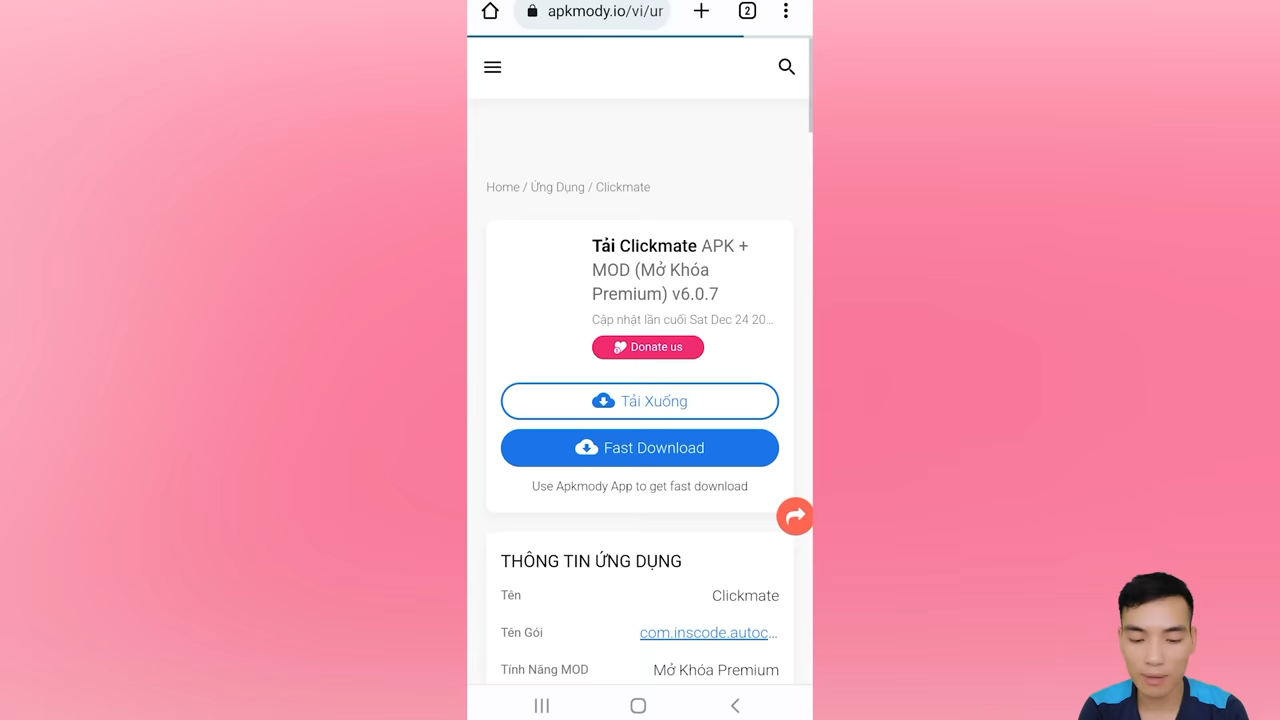 apkmody.io/vi/ur
2
Home / Ứng Dụng / Clickmate
Tải Clickmate APK +
MOD (Mở Khóa
Premium) v6.0.7
Cập nhật lần cuối Sat Dec 24 20...
Donate us
Tải Xuống
Fast Download
Use Apkmody App to get fast download
THÔNG TIN ỨNG DỤNG
Tên Clickmate
Tên Gói com.inscode.autoc...
Tính Năng MOD Mở Khóa Premium